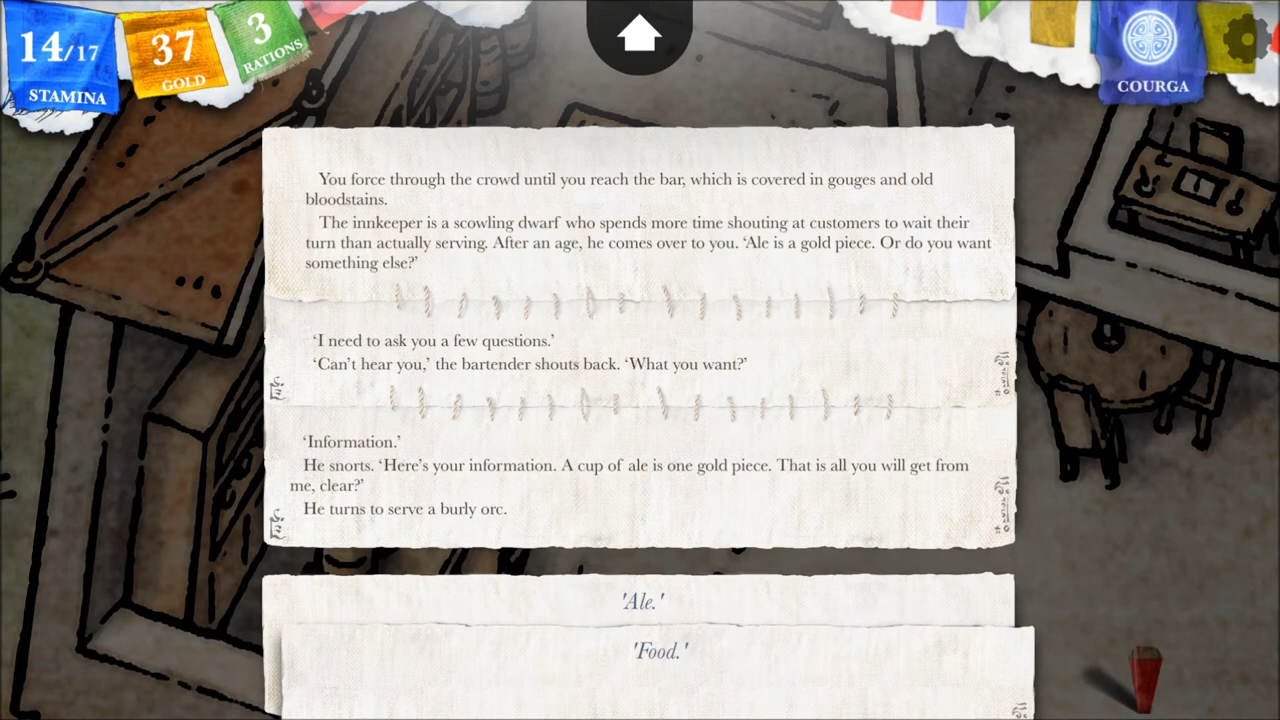 14/17
STAMINA
37
GOLD
3
RATIONS
COURGA
You force through the crowd until you reach the bar, which is covered in gouges and old
bloodstains.
The innkeeper is a scowling dwarf who spends more time shouting at customers to wait their
turn than actually serving. After an age, he comes over to you. ‘Ale is a gold piece. Or do you want
something else?’
‘I need to ask you a few questions.’
‘Can’t hear you,’ the bartender shouts back. ‘What you want?’
‘Information.’
He snorts. ‘Here’s your information. A cup of ale is one gold piece. That is all you will get from
me, clear?’
He turns to serve a burly orc.
'Ale.'
'Food.'